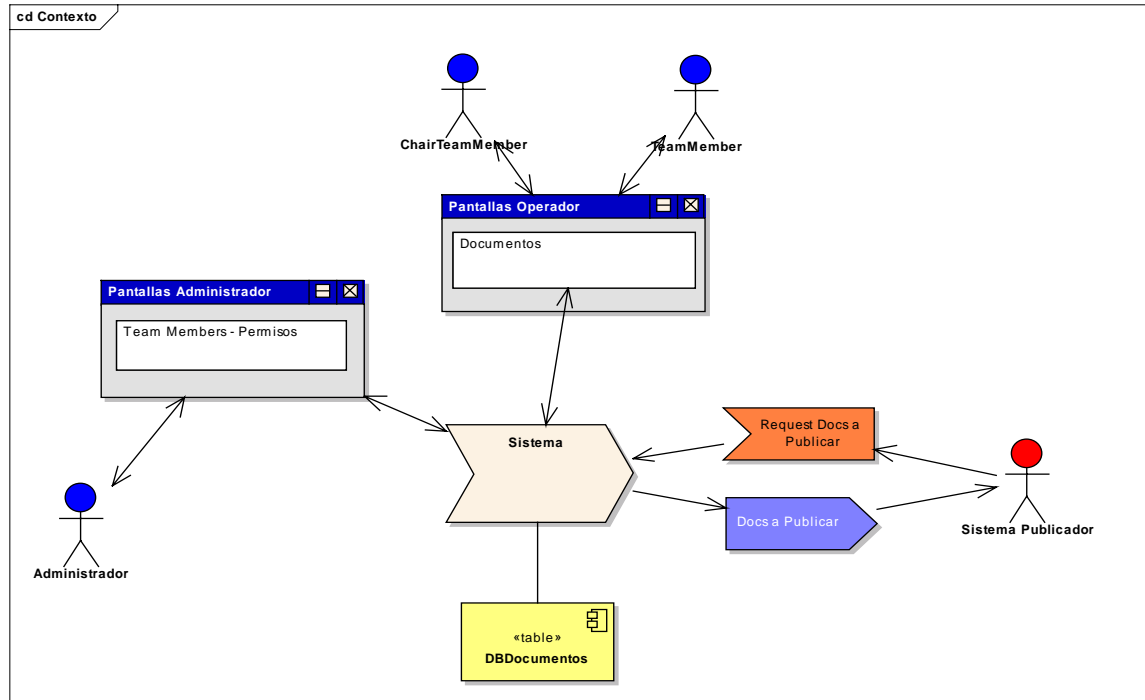 cd Contexto
ChairTeamMember
TeamMember
Pantallas Operador
Documentos
Pantallas Administrador
Team Members - Permisos
Sistema
Request Docs a
Publicar
Docs a Publicar
Sistema Publicador
Administrador
«table»
DBDocumentos